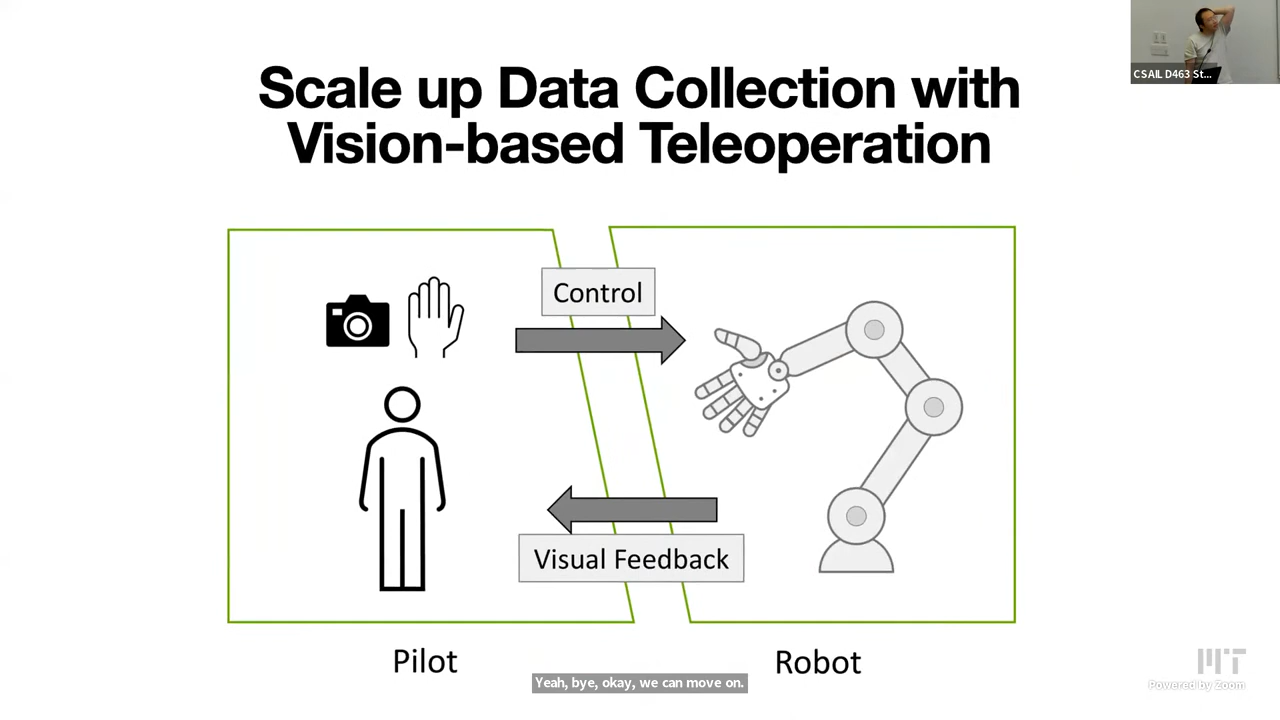 CSAIL D463 St...
Scale up Data Collection with
Vision-based Teleoperation
Control
Visual Feedback
Pilot
Robot
Yeah, bye, okay, we can move on.
MIT
Powered by Zoom